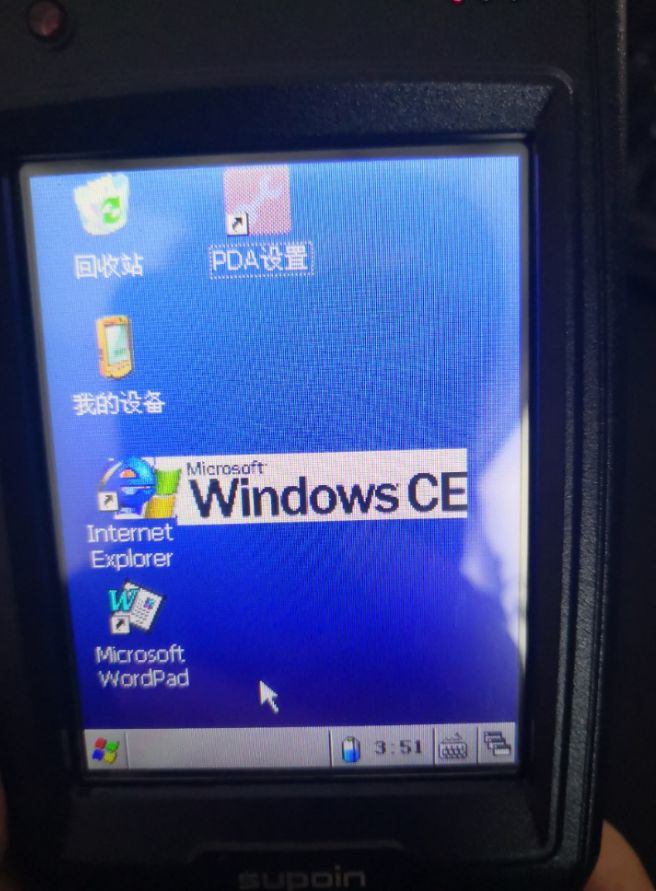 回收站
PDA设置
我的设备
Microsoft
Windows CE
Internet
Explorer
Microsoft
WordPad
3:51
supoin